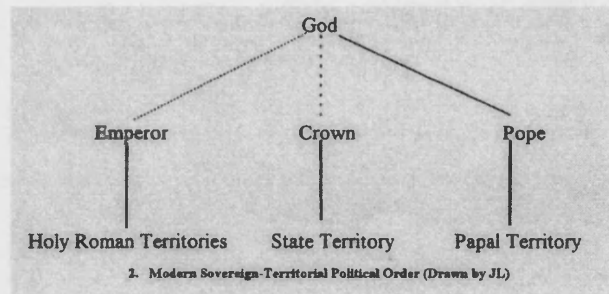 God
Emperor Crown Pope
Holy Roman Territories State Territory Papal Territory
2. Modern Sovereign-Territorial Political Order (Drawn by JL)